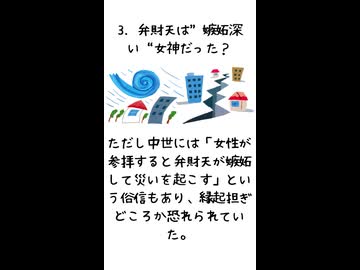 3. 弁財天は”嫉妬深
い“女神だった？
ただし中世には「女性が
参拝すると弁財天が嫉妬
して災いを起こす」とい
う俗信もあり、縁起担ぎ
どころか恐れられてい
た。